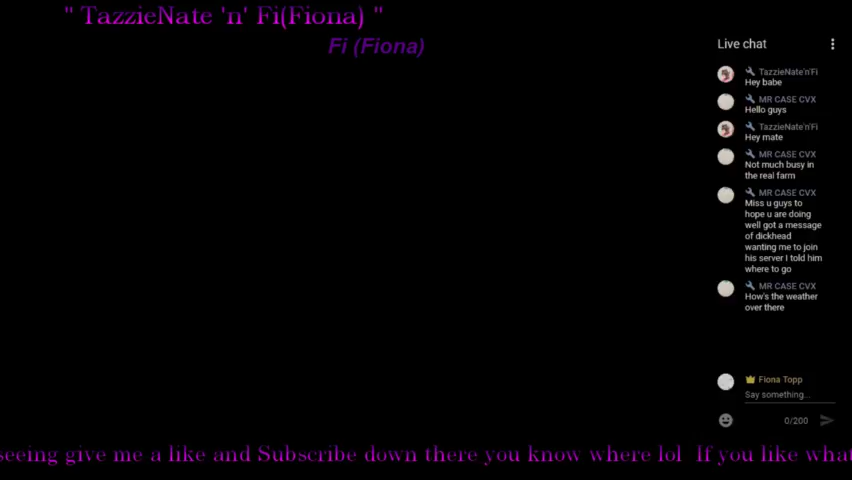 " TazzieNate 'n' Fi(Fiona) "
Fi (Fiona)
Live chat
TazzieNate'n'Fi
Hey babe
MR CASE CVX
Hello guys
TazzieNate'n'Fi
Hey mate
MR CASE CVX
Not much busy in
the real farm
MR CASE CVX
Miss u guys to
hope u are doing
well got a message
of dickhead
wanting me to join
his server I told him
where to go
MR CASE CVX
How's the weather
over there
Fiona Topp
Say something...
0/200
seeing give me a like and Subscribe down there you know where lol If you like what